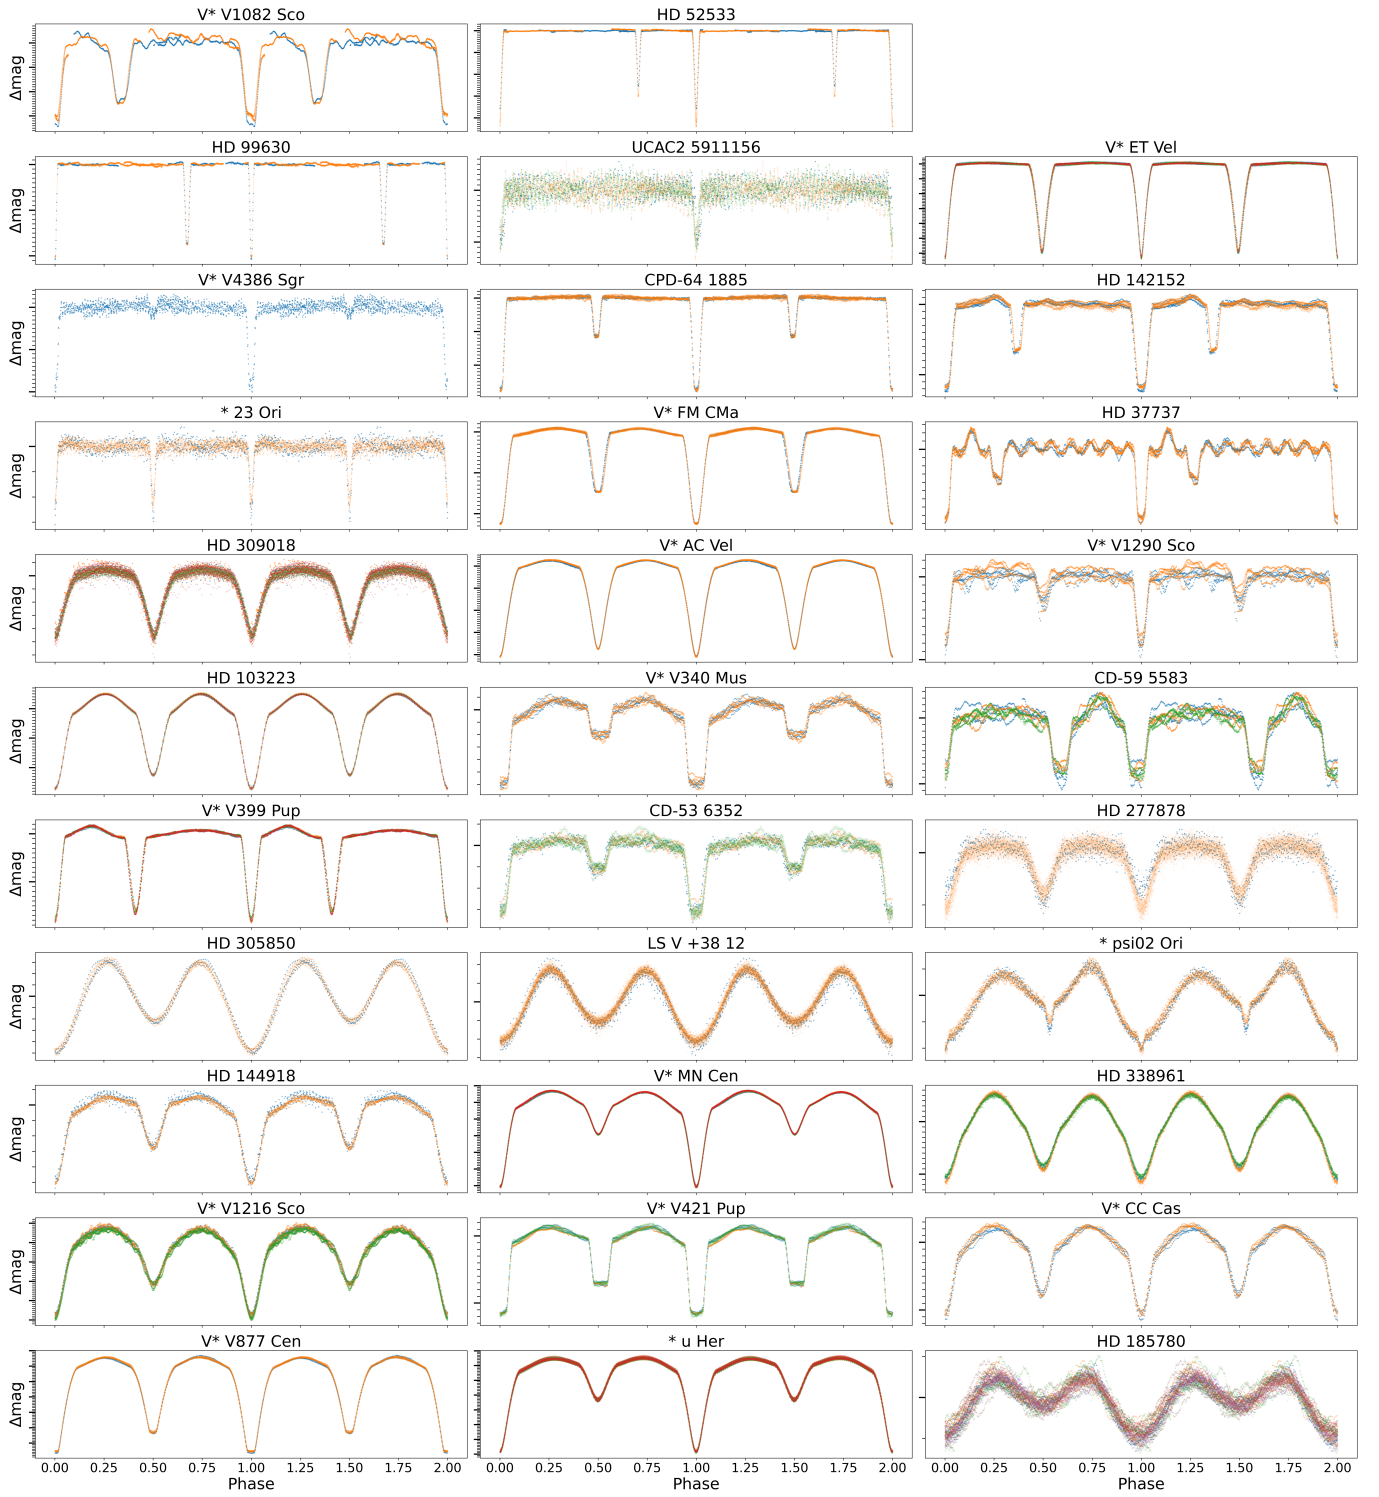 V* V1082 Sco
HD 52533
Δmag
HD 99630
UCAC2 5911156
V* ET Vel
Δmag
V* V4386 Sgr
CPD-64 1885
HD 142152
Δmag
* 23 Ori
V* FM CMa
HD 37737
Δmag
HD 309018
V* AC Vel
V* V1290 Sco
Δmag
HD 103223
V* V340 Mus
CD-59 5583
Δmag
V* V399 Pup
CD-53 6352
HD 277878
Δmag
HD 305850
LS V +38 12
* psi02 Ori
Δmag
HD 144918
V* MN Cen
HD 338961
Δmag
V* V1216 Sco
V* V421 Pup
V* CC Cas
Δmag
V* V877 Cen
* u Her
HD 185780
Δmag
0.00 0.25 0.50 0.75 1.00 1.25 1.50 1.75 2.00
0.00 0.25 0.50 0.75 1.00 1.25 1.50 1.75 2.00
0.00 0.25 0.50 0.75 1.00 1.25 1.50 1.75 2.00
Phase
Phase
Phase